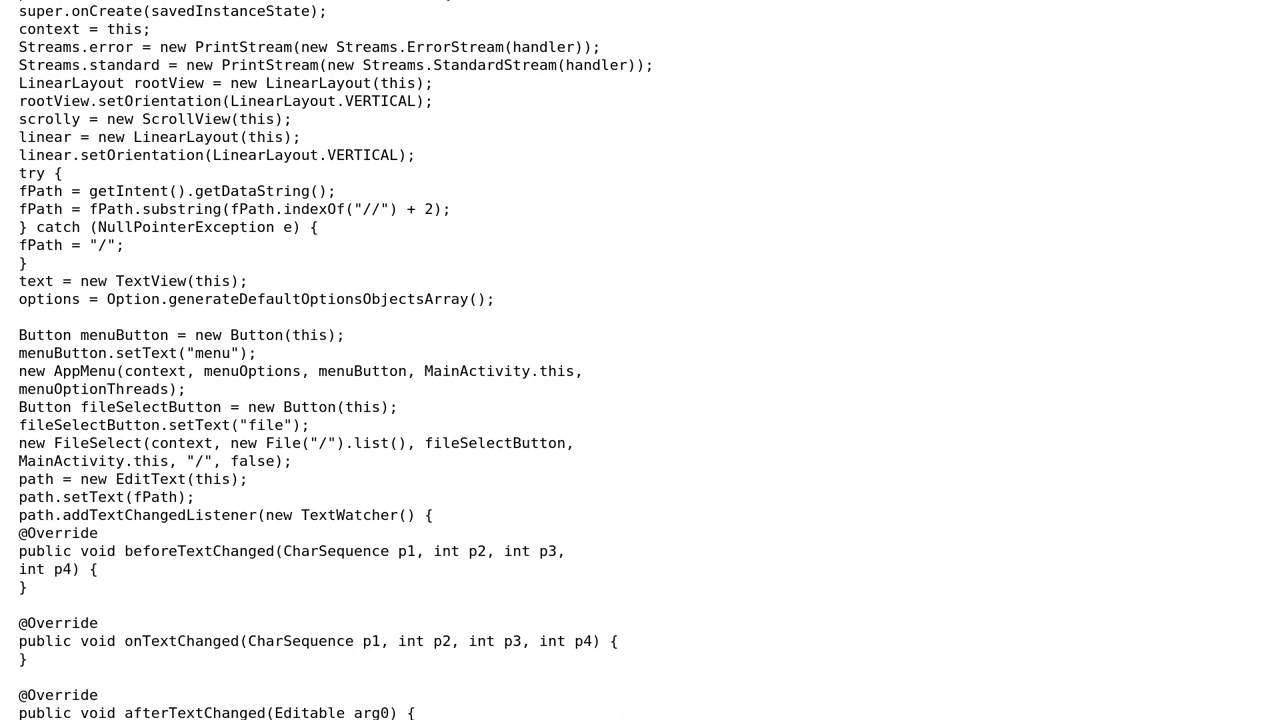 super.onCreate(savedInstanceState);
context = this;
Streams.error = new PrintStream(new Streams.ErrorStream(handler));
Streams.standard = new PrintStream(new Streams.StandardStream(handler));
LinearLayout rootView = new LinearLayout(this);
rootView.setOrientation(LinearLayout.VERTICAL);
scrolly = new ScrollView(this);
linear = new LinearLayout(this);
linear.setOrientation(LinearLayout.VERTICAL);
try {
fPath = getIntent().getDataString();
fPath = fPath.substring(fPath.indexOf("//") + 2);
} catch (NullPointerException e) {
fPath = "/";
}
text = new TextView(this);
options = Option.generateDefaultOptionsObjectsArray();

Button menuButton = new Button(this);
menuButton.setText("menu");
new AppMenu(context, menuOptions, menuButton, MainActivity.this,
menuOptionThreads);
Button fileSelectButton = new Button(this);
fileSelectButton.setText("file");
new FileSelect(context, new File("/").list(), fileSelectButton,
MainActivity.this, "/", false);
path = new EditText(this);
path.setText(fPath);
path.addTextChangedListener(new TextWatcher() {
@Override
public void beforeTextChanged(CharSequence p1, int p2, int p3,
int p4) {
}

@Override
public void onTextChanged(CharSequence p1, int p2, int p3, int p4) {
}

@Override
public void afterTextChanged(Editable arg0) {